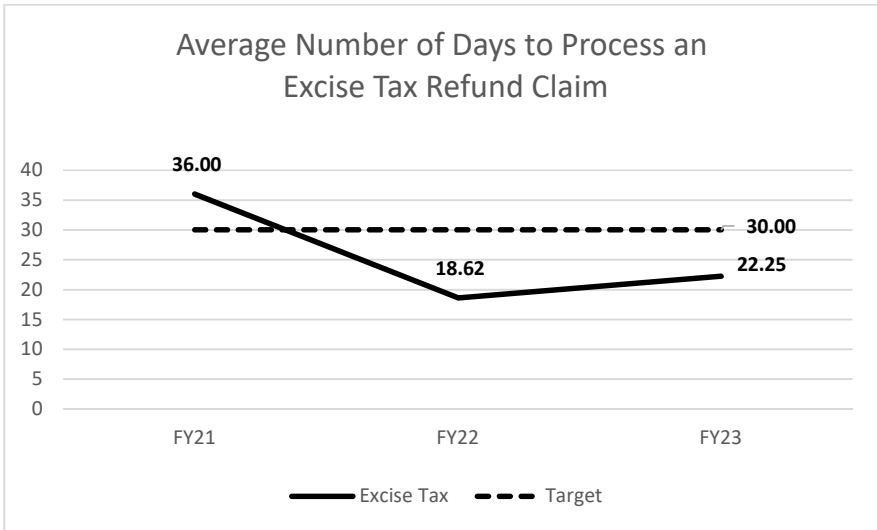 Average Number of Days to Process an
Excise Tax Refund Claim
40
35
30
25
20
15
10
5
0
36.00
18.62
30.00
22.25
FY21
FY22
FY23
Excise Tax
Target